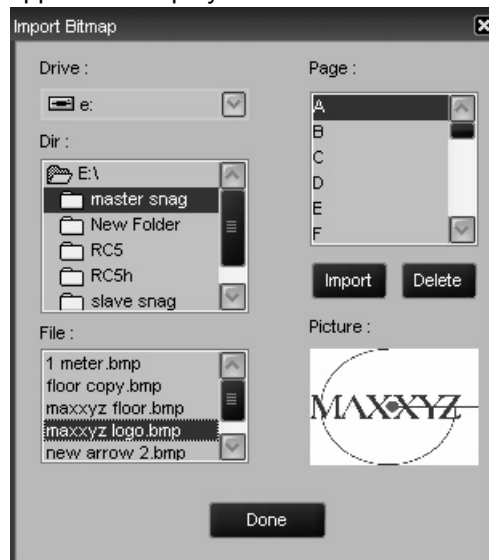 Import Bitmap
Drive :
e:
Dir :
E:\
master snag
New Folder
RC5
RC5h
slave snag
File :
1 meter.bmp
floor copy.bmp
maxxyz floor.bmp
maxxyz logo.bmp
new arrow 2.bmp
Page :
A
B
C
D
E
F
Import
Delete
Picture :
MAXXYZ
Done